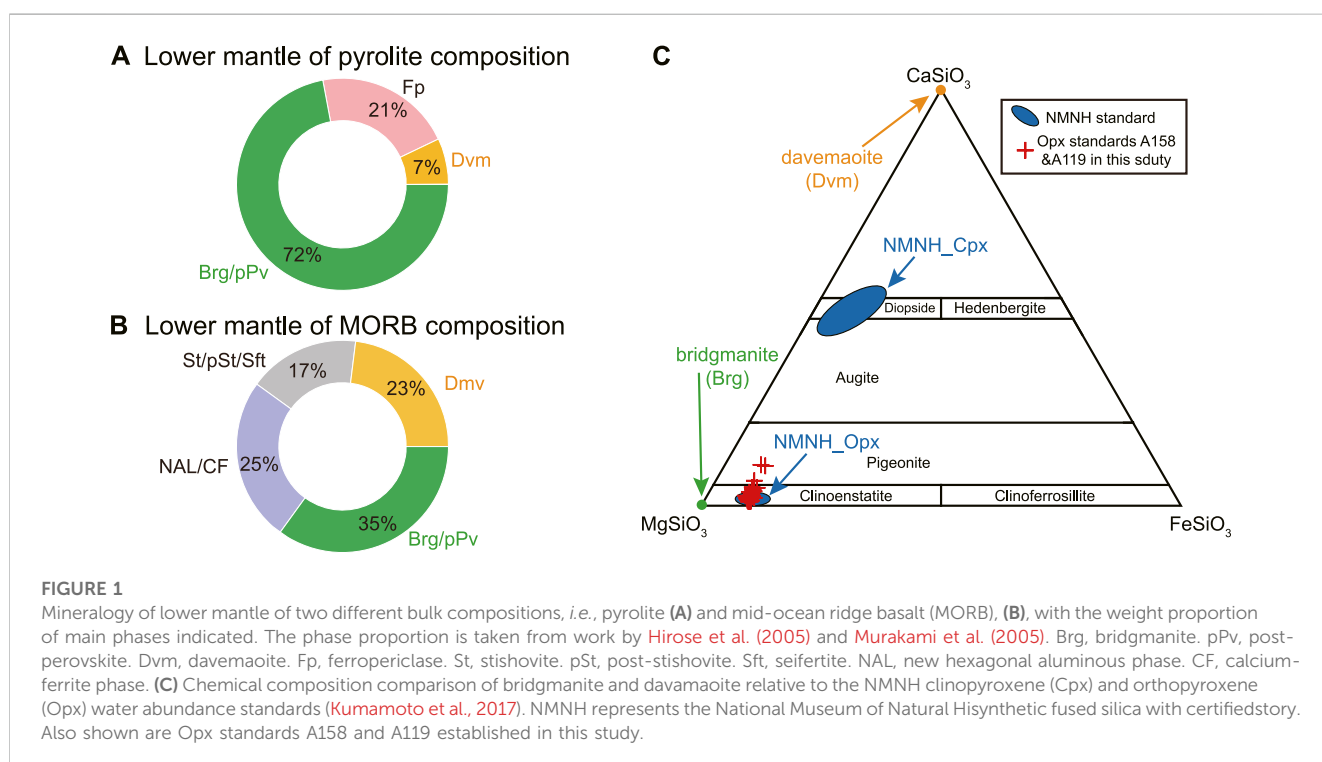 A Lower mantle of pyrolite composition
Fp
21%
Dvm
7%
72%
Brg/pPv
B Lower mantle of MORB composition
St/pSt/Sft
17%
23%
Dmv
NAL/CF
25%
35%
Brg/pPv
C
CaSiO3
NMNH standard
Opx standards A158
&A119 in this sduty
davemaoite
(Dvm)
NMNH_Cpx
Diopside
Hedenbergite
bridgmanite
(Brg)
Augite
NMNH_Opx
Pigeonite
Clinoenstatite
Clinoferrosillite
MgSiO3
FeSiO3
FIGURE 1
Mineralogy of lower mantle of two different bulk compositions, i.e., pyrolite (A) and mid-ocean ridge basalt (MORB), (B), with the weight proportion
of main phases indicated. The phase proportion is taken from work by Hirose et al. (2005) and Murakami et al. (2005). Brg, bridgmanite. pPv, post-
perovskite. Dvm, davemaoite. Fp, ferropericlase. St, stishovite. pSt, post-stishovite. Sft, seifertite. NAL, new hexagonal aluminous phase. CF, calcium-
ferrite phase. (C) Chemical composition comparison of bridgmanite and davamaoite relative to the NMNH clinopyroxene (Cpx) and orthopyroxene
(Opx) water abundance standards (Kumamoto et al., 2017). NMNH represents the National Museum of Natural Hisynthetic fused silica with certifiedstory.
Also shown are Opx standards A158 and A119 established in this study.